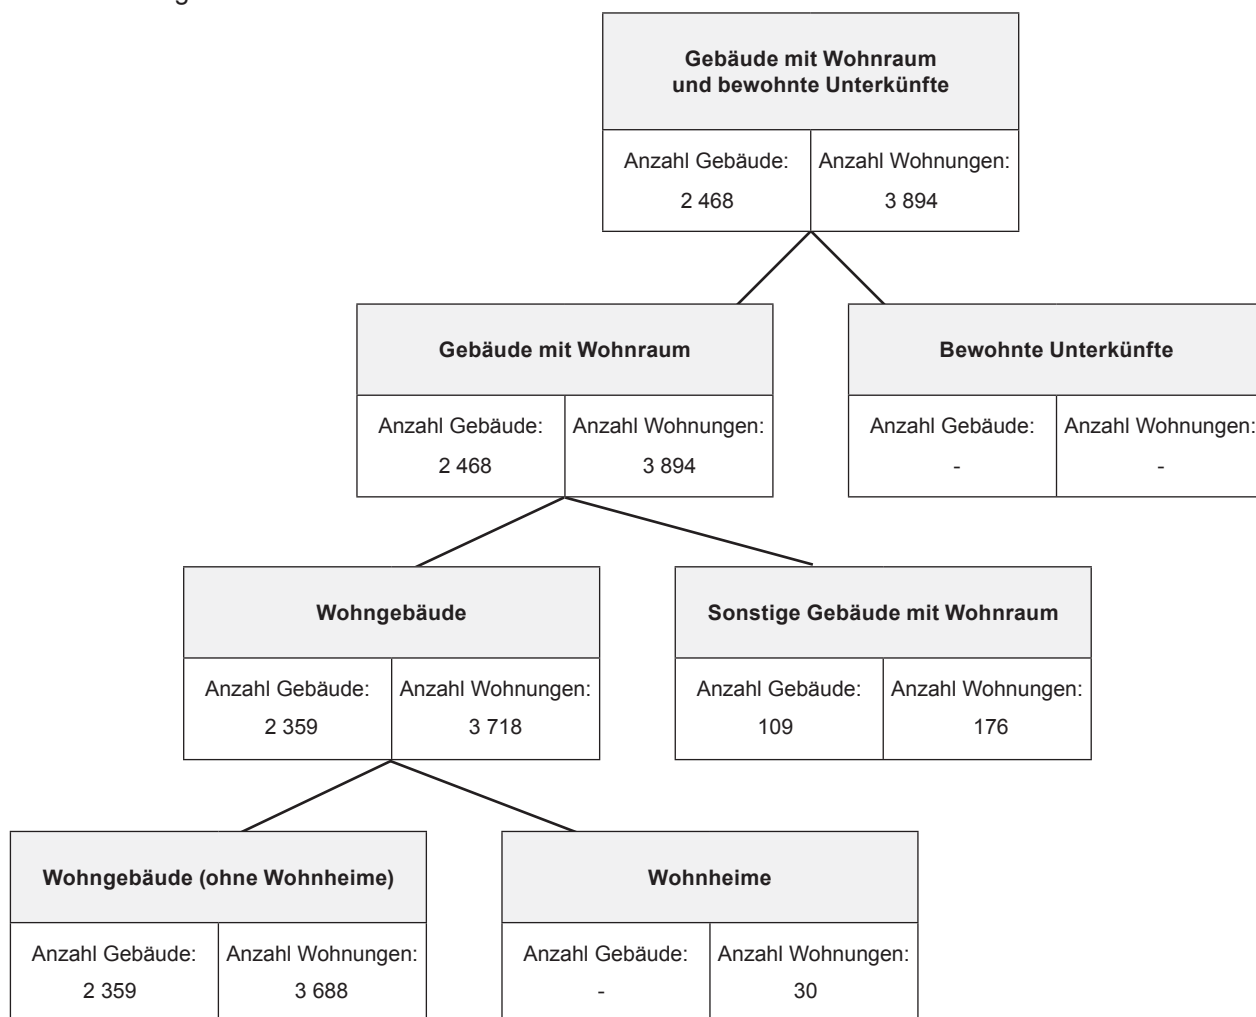 Gebäude mit Wohnraum
und bewohnte Unterkünfte
Anzahl Gebäude: Anzahl Wohnungen:
2 468 3 894
Gebäude mit Wohnraum
Bewohnte Unterkünfte
Anzahl Gebäude: Anzahl Wohnungen:
2 468 3 894
Anzahl Gebäude: Anzahl Wohnungen:
- -
Wohngebäude
Sonstige Gebäude mit Wohnraum
Anzahl Gebäude: Anzahl Wohnungen:
2 359 3 718
Anzahl Gebäude: Anzahl Wohnungen:
109 176
Wohngebäude (ohne Wohnheime)
Wohnheime
Anzahl Gebäude: Anzahl Wohnungen:
2 359 3 688
Anzahl Gebäude: Anzahl Wohnungen:
- 30